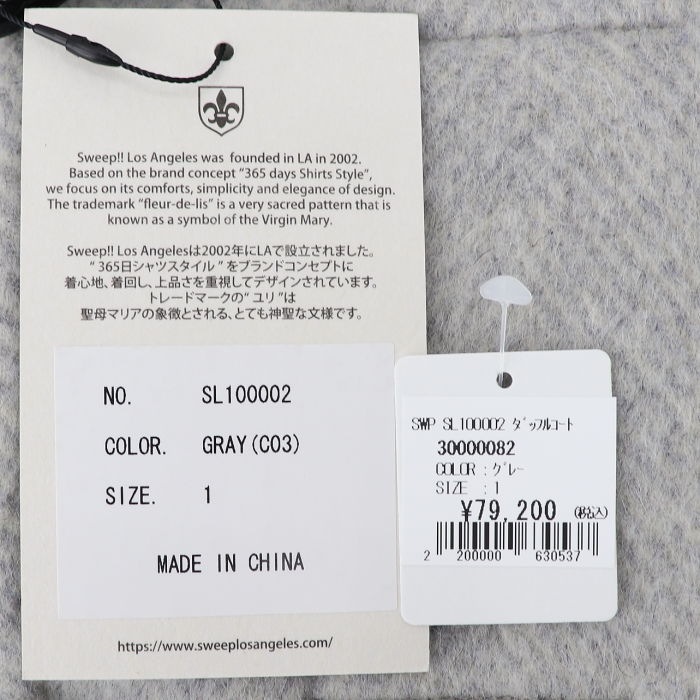 Sweep!! Los Angeles was founded in LA in 2002.
Based on the brand concept "365 days Shirts Style",
we focus on its comforts, simplicity and elegance of design.
The trademark "fleur-de-lis" is a very sacred pattern that is
known as a symbol of the Virgin Mary.
Sweep!! Los Angelesは2002年にLAで設立されました。
“ 365日シャツスタイル ” をブランドコンセプトに
着心地、着回し、上品さを重視してデザインされています。
トレードマークの“ ユリ ”は
聖母マリアの象徴とされる、とても神聖な文様です。
NO. SL100002
COLOR. GRAY(C03)
SIZE. 1
MADE IN CHINA
https://www.sweeplosangeles.com/
SWP SL100002 ﾀﾞｯﾌﾙｺｰﾄ
30000082
COLOR : ｸﾞﾚｰ
SIZE : 1
¥79,200 (税込)
2 200000 630537